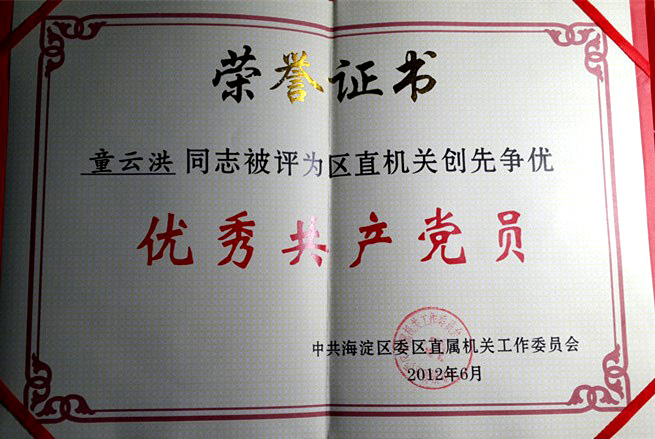 荣誉证书
童云洪 同志被评为区直机关创先争优
优秀共产党员
中共海淀区委区直属机关工作委员会
2012年6月